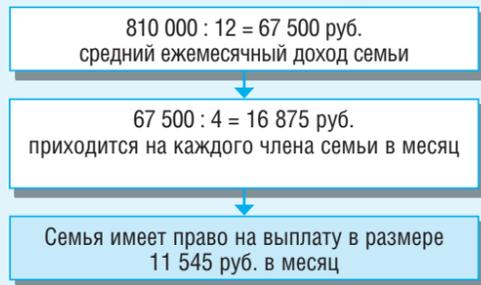 810 000 : 12 = 67 500 руб.
средний ежемесячный доход семьи
67 500 : 4 = 16 875 руб.
приходится на каждого члена семьи в месяц
Семья имеет право на выплату в размере
11 545 руб. в месяц